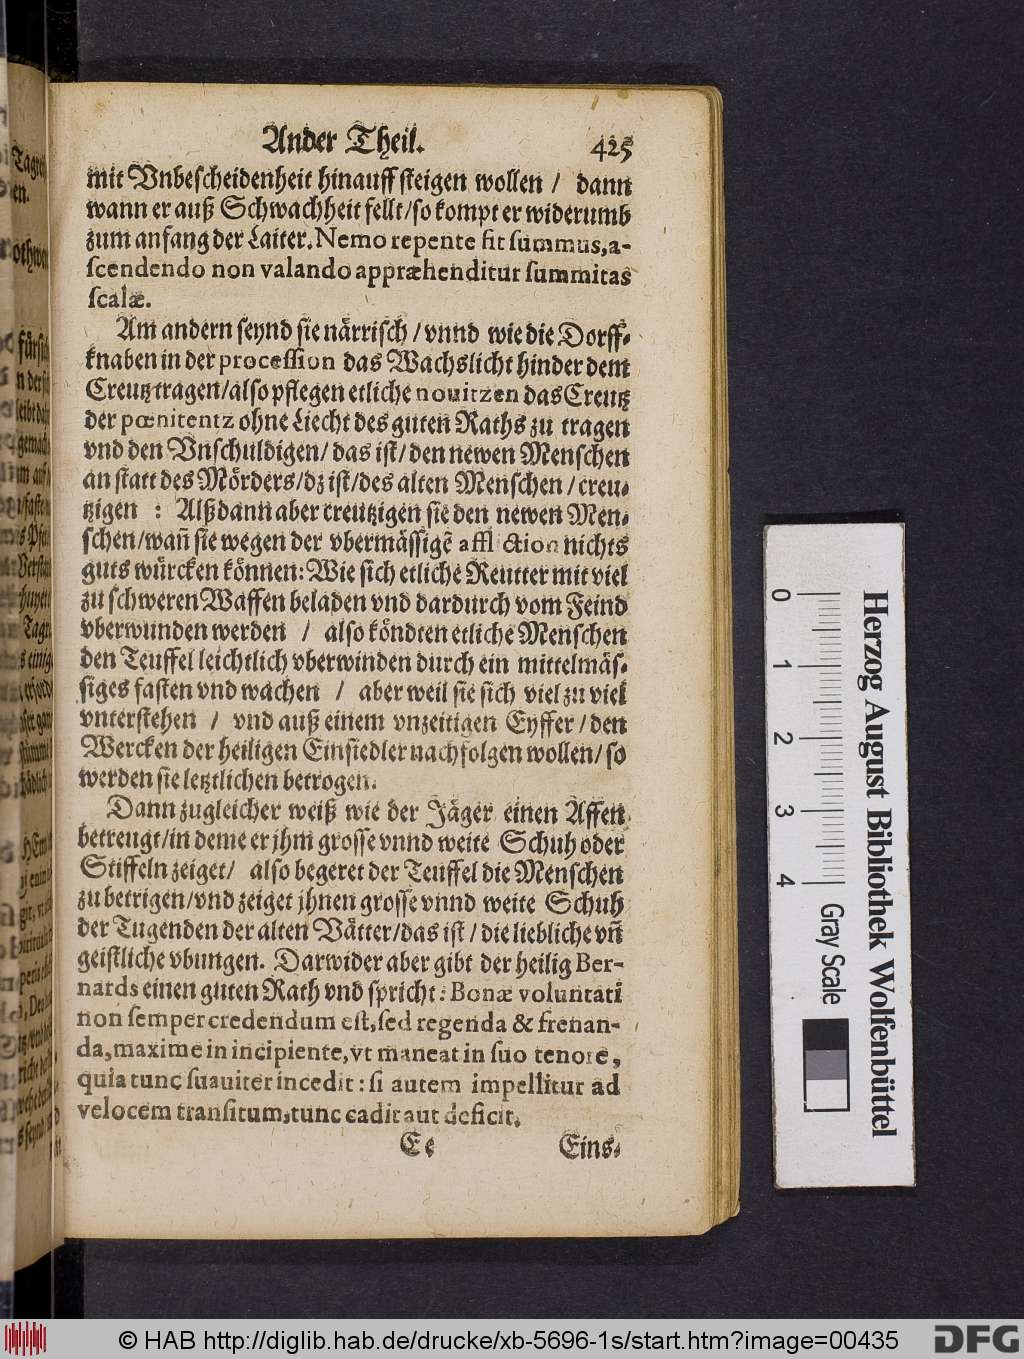 Ander Theil. 425
mit Vnbescheidenheit hinauff steigen wollen / dann
wann er auß Schwachheit fellt/so kompt er widerumb
zum anfang der Laiter. Nemo repente fit summus, a-
scendendo non valando appræhenditur summitas
scalæ.
Am andern seynd sie närrisch / vnnd wie die Dorff-
knaben in der procession das Wachslicht hinder dem
Creutz tragen/also pflegen etliche novitzen das Creutz
der pœnitentz ohne Liecht des guten Raths zu tragen
vnd den Vnschuldigen/ das ist/ den newen Menschen
an statt des Mörders/dz ist/des alten Menschen / creu-
tzigen : Alßdann aber creutzigen sie den newen Men-
schen/wañ sie wegen der vbermässigẽ affliction nichts
guts würcken können: Wie sich etliche Reutter mit viel
zu schweren Waffen beladen vnd dardurch vom Feind
vberwunden werden / also köndten etliche Menschen
den Teuffel leichtlich vberwinden durch ein mittelmäs-
siges fasten vnd wachen / aber weil sie sich viel zu viel
vnterstehen / vnd auß einem vnzeitigen Eyffer / den
Wercken der heiligen Einsiedler nachfolgen wollen/ so
werden sie letztlichen betrogen.
Dann zugleicher weiß wie der Jäger einen Affen
betreugt/in deme er jhm grosse vnnd weite Schuh oder
Stiffeln zeiget/ also begeret der Teuffel die Menschen
zu betrigen/vnd zeiget jhnen grosse vnnd weite Schuh
der Tugenden der alten Vätter/das ist / die liebliche vñ
geistliche vbungen. Darwider aber gibt der heilig Ber-
nards einen guten Rath vnd spricht: Bonæ voluntati
non semper credendum est, sed regenda & frenan-
da, maxime in incipiente, vt maneat in suo tenore,
quia tunc suauiter incedit : si autem impellitur ad
velocem transitum, tunc cadit aut deficit.
Ee Eins-
0 1 2 3 4
Gray Scale
Herzog August Bibliothek Wolfenbüttel
© HAB http://diglib.hab.de/drucke/xb-5696-1s/start.htm?image=00435
DFG